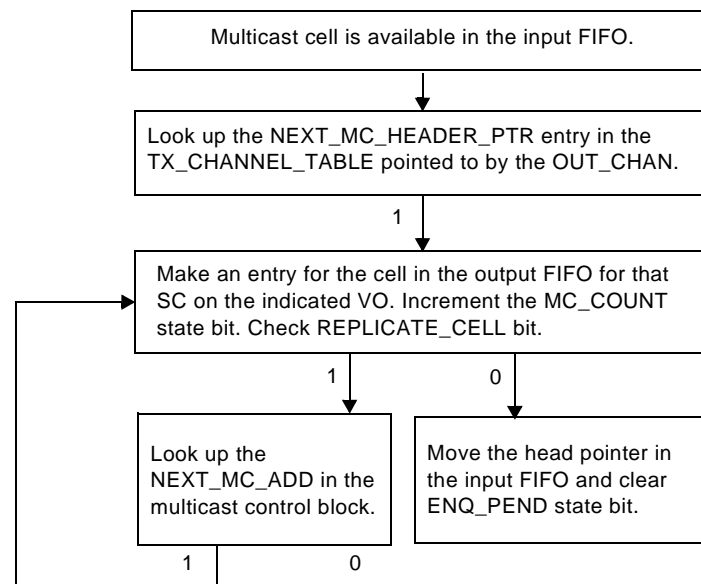 Multicast cell is available in the input FIFO.
Look up the NEXT_MC_HEADER_PTR entry in the
TX_CHANNEL_TABLE pointed to by the OUT_CHAN.
1
Make an entry for the cell in the output FIFO for that
SC on the indicated VO. Increment the MC_COUNT
state bit. Check REPLICATE_CELL bit.
1
0
Look up the
NEXT_MC_ADD in the
multicast control block.
Move the head pointer in
the input FIFO and clear
ENQ_PEND state bit.
1
0